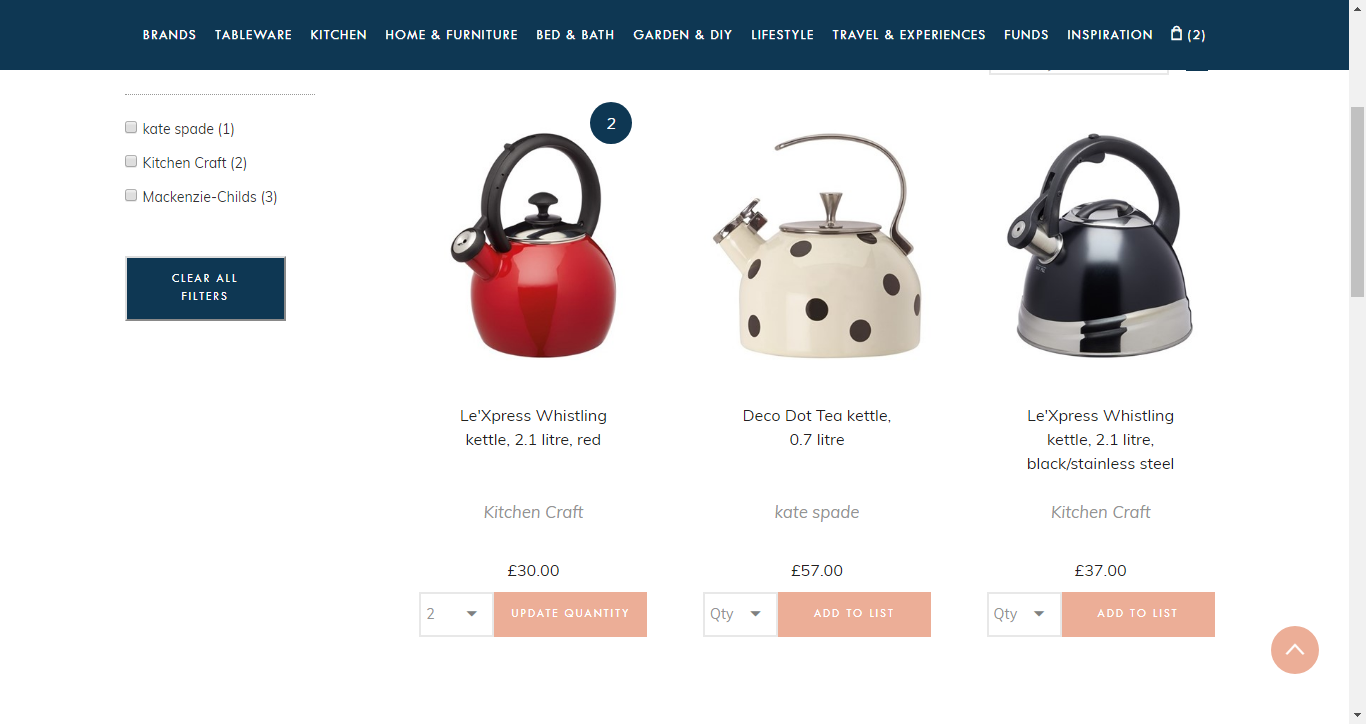 BRANDS TABLEWARE KITCHEN HOME & FURNITURE BED & BATH GARDEN & DIY LIFESTYLE TRAVEL & EXPERIENCES FUNDS INSPIRATION (2)
kate spade (1)
Kitchen Craft (2)
Mackenzie-Childs (3)
CLEAR ALL
FILTERS
2
Le'Xpress Whistling
kettle, 2.1 litre, red
Kitchen Craft
£30.00
2 UPDATE QUANTITY
Deco Dot Tea kettle,
0.7 litre
kate spade
£57.00
Qty ADD TO LIST
Le'Xpress Whistling
kettle, 2.1 litre,
black/stainless steel
Kitchen Craft
£37.00
Qty ADD TO LIST